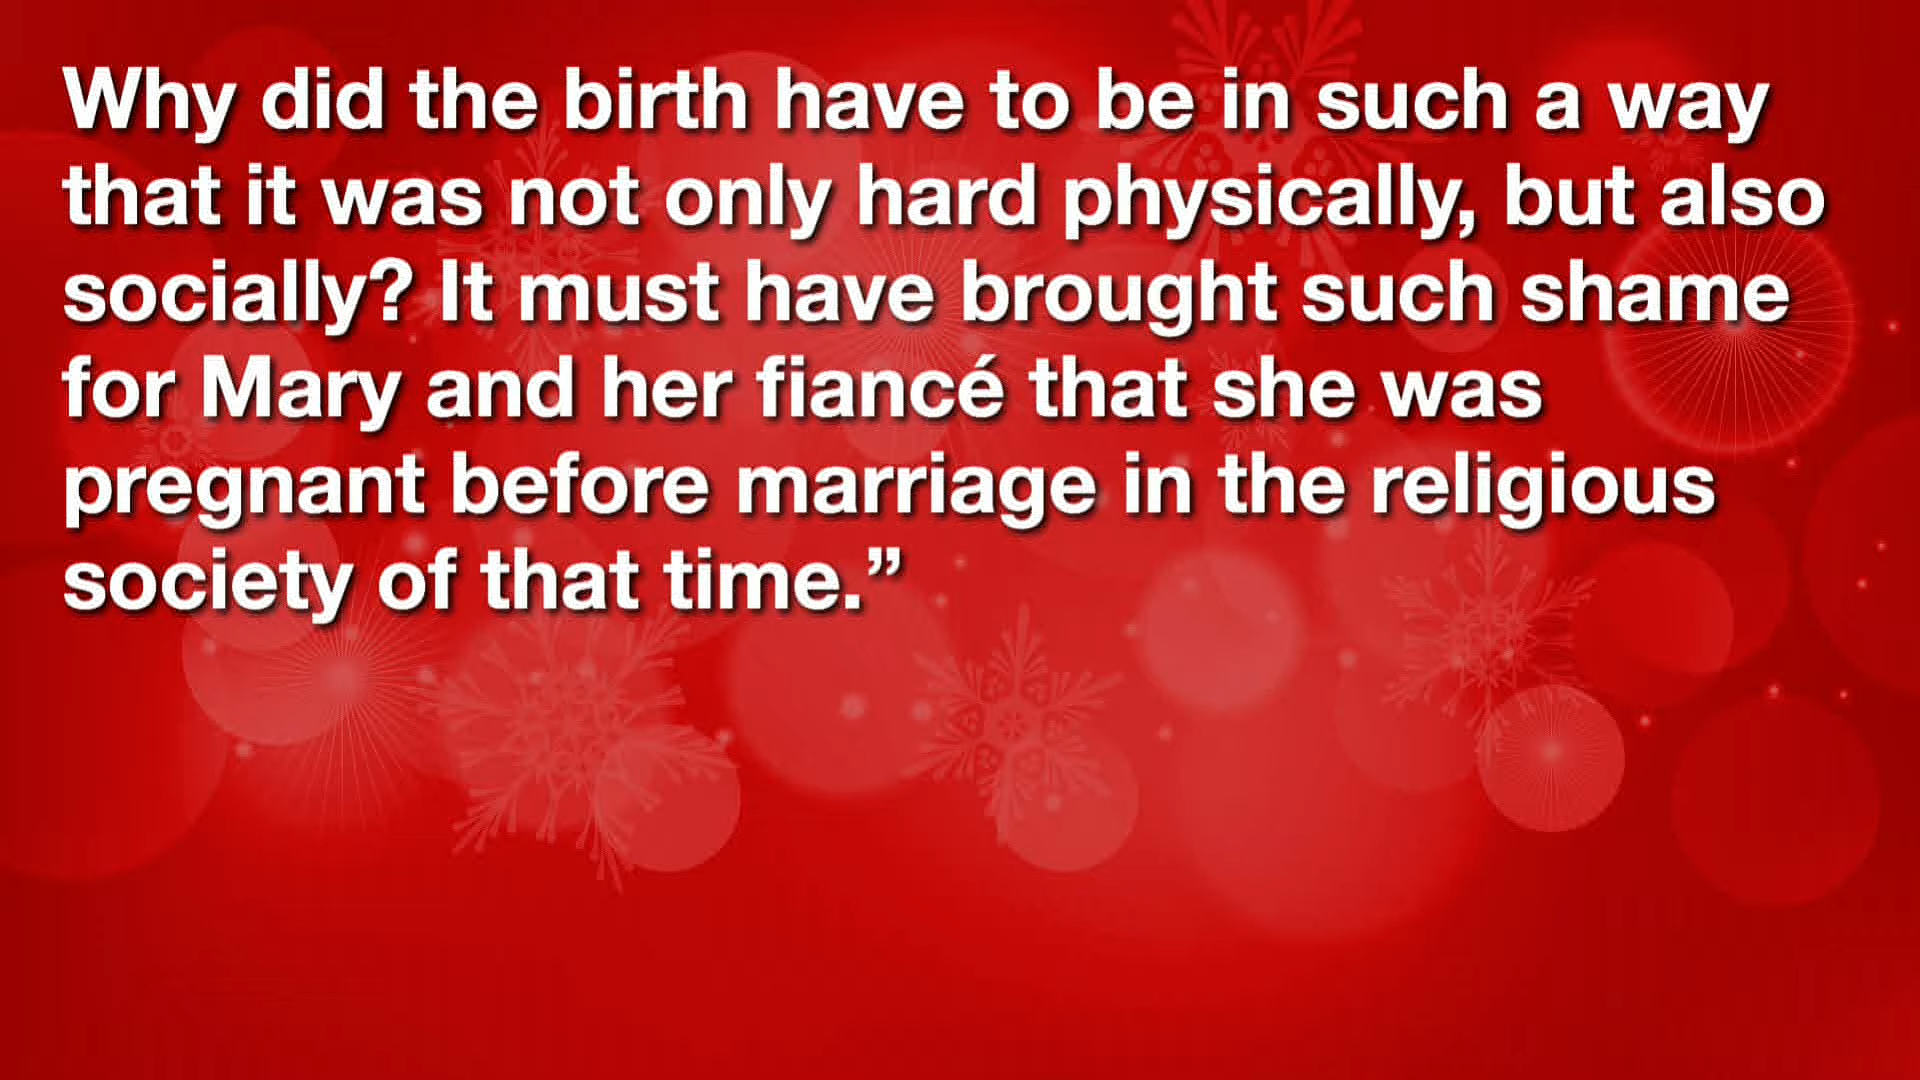 Why did the birth have to be in such a way
that it was not only hard physically, but also
socially? It must have brought such shame
for Mary and her fiancé that she was
pregnant before marriage in the religious
society of that time.”